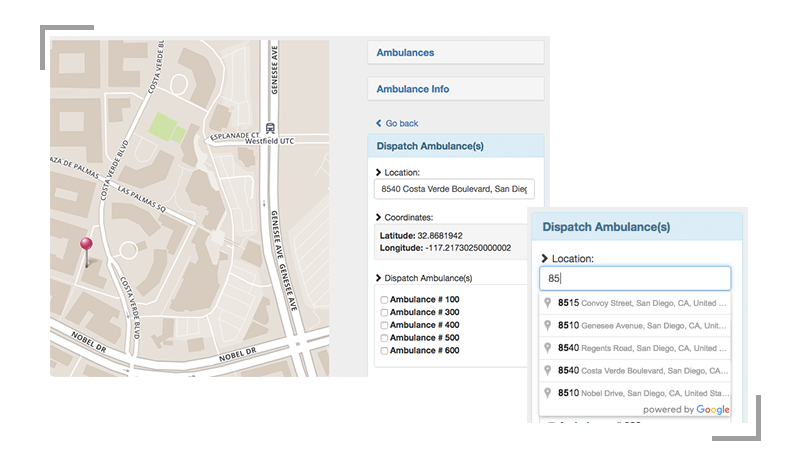 COSTA VERDE BLVD
GENESEE AVE
ESPLANADE CT
Westfield UTC
AZA DE PALMAS
COSTA VERDE BLVD
LAS PALMAS SQ
GENESEE AVE
GENESEE AVE
COSTA VERDE BLVD
NOBEL DR
NOBEL DR
Ambulances
Ambulance Info
Go back
Dispatch Ambulance(s)
Location:
8540 Costa Verde Boulevard, San Dieg
Coordinates:
Latitude: 32.8681942
Longitude: -117.21730250000002
Dispatch Ambulance(s)
Ambulance # 100
Ambulance # 300
Ambulance # 400
Ambulance # 500
Ambulance # 600
Dispatch Ambulance(s)
Location:
85
8515 Convoy Street, San Diego, CA, United ...
8510 Genesee Avenue, San Diego, CA, Unit...
8540 Regents Road, San Diego, CA, United ...
8540 Costa Verde Boulevard, San Diego, CA...
8510 Nobel Drive, San Diego, CA, United Sta...
powered by Google